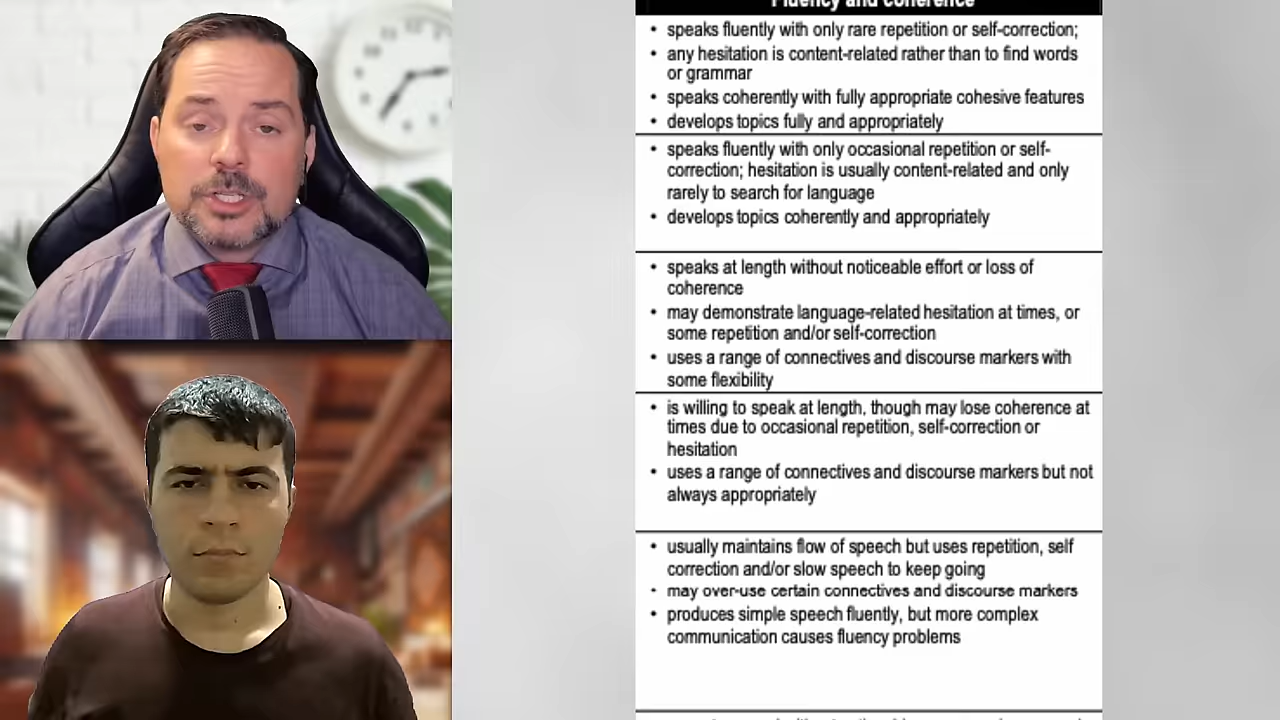 Fluency and coherence
• speaks fluently with only rare repetition or self-correction;
• any hesitation is content-related rather than to find words
or grammar
• speaks coherently with fully appropriate cohesive features
• develops topics fully and appropriately
• speaks fluently with only occasional repetition or self-
correction; hesitation is usually content-related and only
rarely to search for language
• develops topics coherently and appropriately
• speaks at length without noticeable effort or loss of
coherence
• may demonstrate language-related hesitation at times, or
some repetition and/or self-correction
• uses a range of connectives and discourse markers with
some flexibility
• is willing to speak at length, though may lose coherence at
times due to occasional repetition, self-correction or
hesitation
• uses a range of connectives and discourse markers but not
always appropriately
• usually maintains flow of speech but uses repetition, self
correction and/or slow speech to keep going
• may over-use certain connectives and discourse markers
• produces simple speech fluently, but more complex
communication causes fluency problems